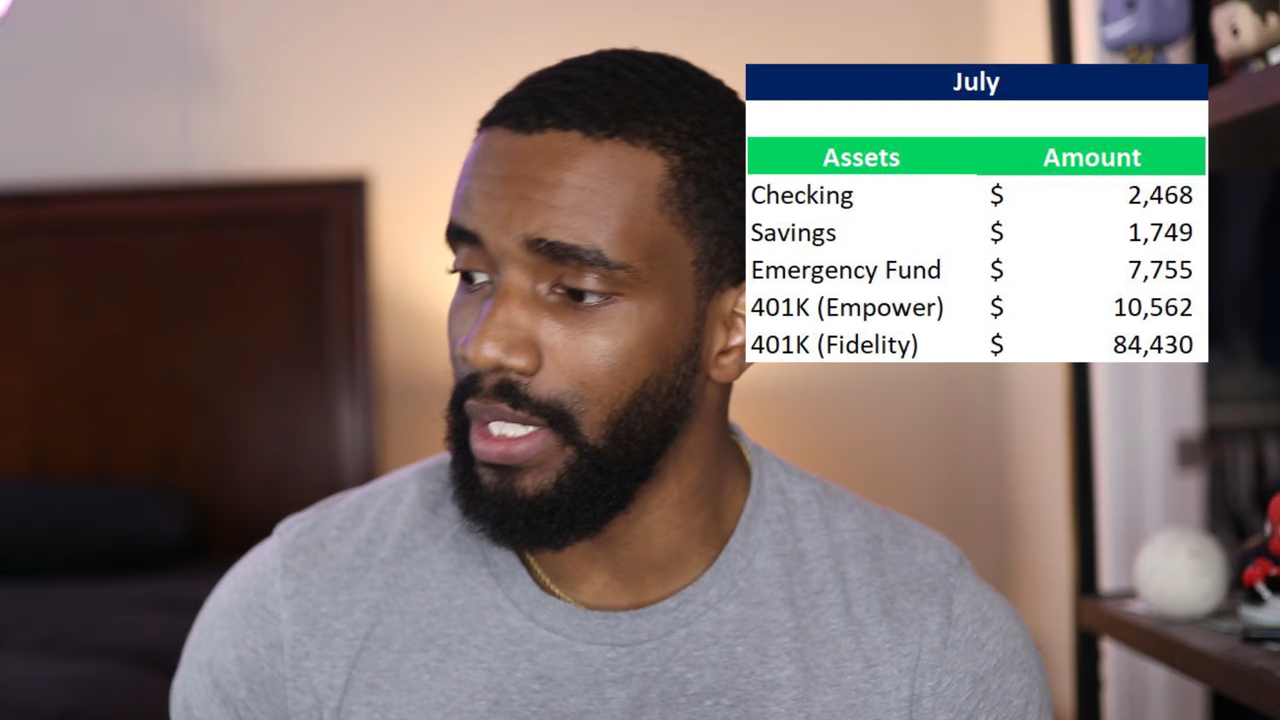 July
Assets Amount
Checking $ 2,468
Savings $ 1,749
Emergency Fund $ 7,755
401K (Empower) $ 10,562
401K (Fidelity) $ 84,430